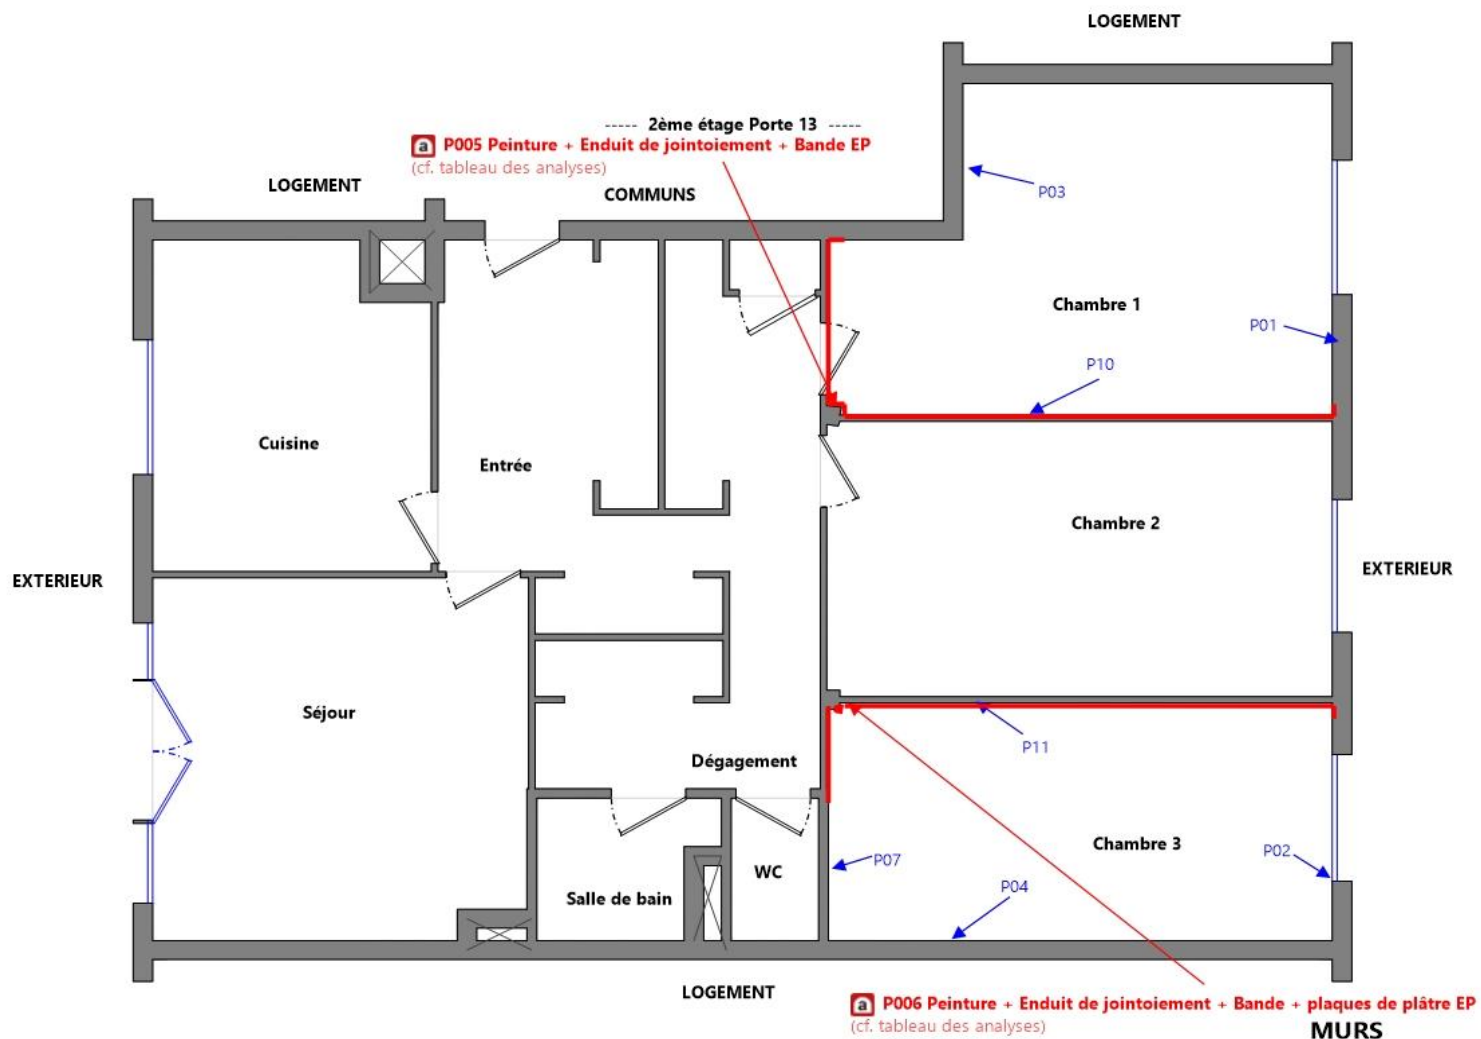 LOGEMENT
----- 2ème étage Porte 13 -----
a P005 Peinture + Enduit de jointoiement + Bande EP
(cf. tableau des analyses)
LOGEMENT
COMMUNS
P03
Chambre 1
P01
P10
Cuisine
Entrée
Chambre 2
EXTERIEUR
EXTERIEUR
Séjour
P11
Dégagement
Chambre 3
P02
P07
WC
P04
Salle de bain
LOGEMENT
a P006 Peinture + Enduit de jointoiement + Bande + plaques de plâtre EP
(cf. tableau des analyses)
MURS